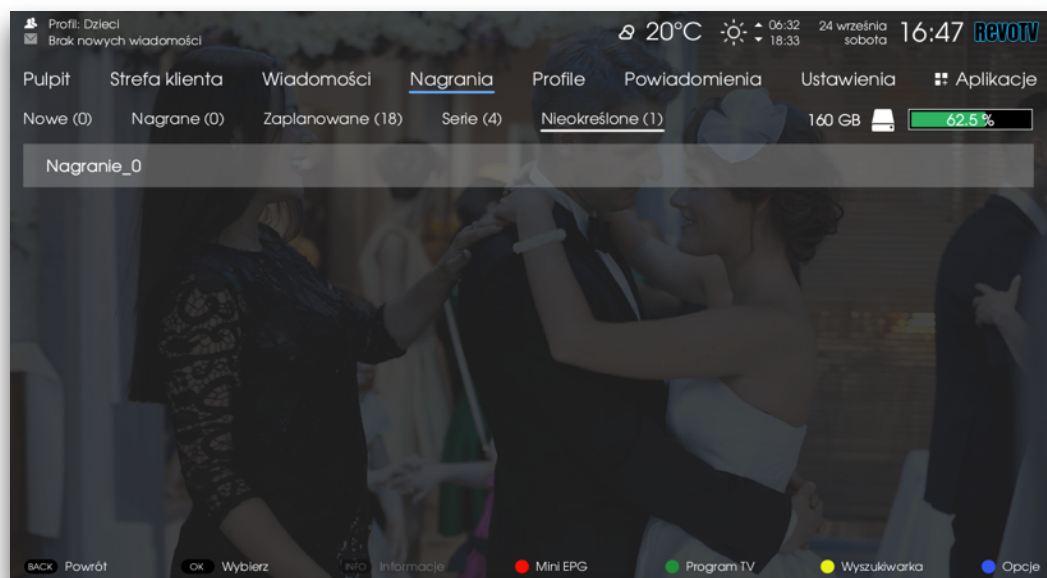 Profil: Dzieci
Brak nowych wiadomości
20°C
06:32
18:33
24 września
sobota
16:47
REVOTV
Pulpit Strefa klienta Wiadomości Nagrania Profile Powiadomienia Ustawienia Aplikacje
Nowe (0) Nagrane (0) Zaplanowane (18) Serie (4) Nieokreślone (1) 160 GB 62.5 %
Nagranie_0
BACK Powrót OK Wybierz INFO Informacje Mini EPG Program TV Wyszukiwarka Opcje